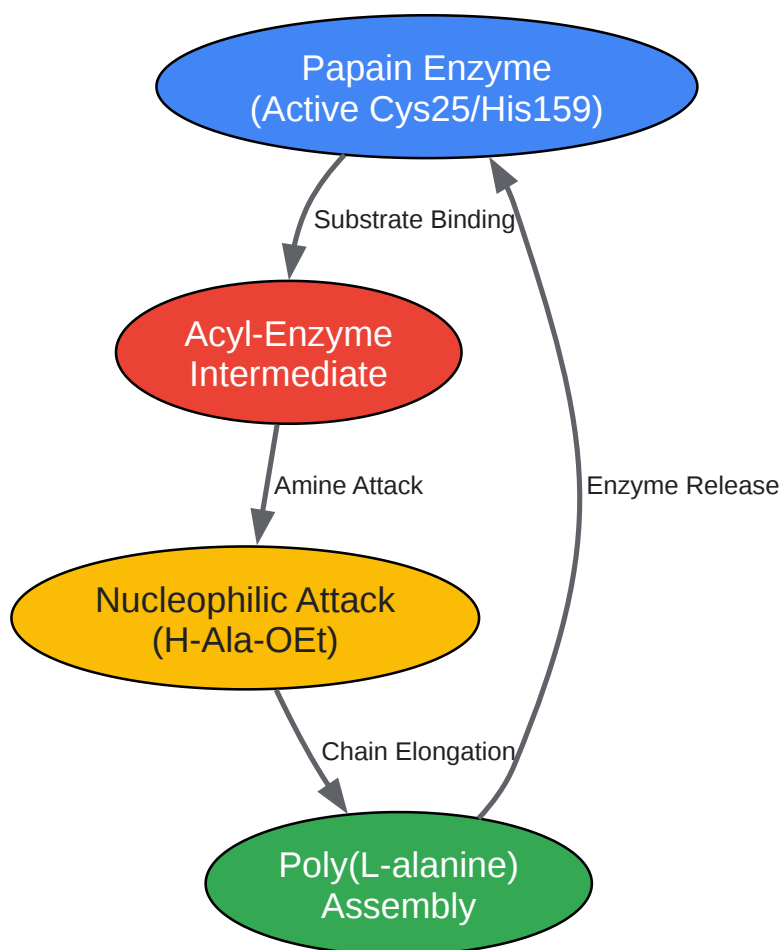 Papain Enzyme
(Active Cys25/His159)
Substrate Binding
Acyl-Enzyme
Intermediate
Amine Attack
Enzyme Release
Nucleophilic Attack
(H-Ala-OEt)
Chain Elongation
Poly(L-alanine)
Assembly